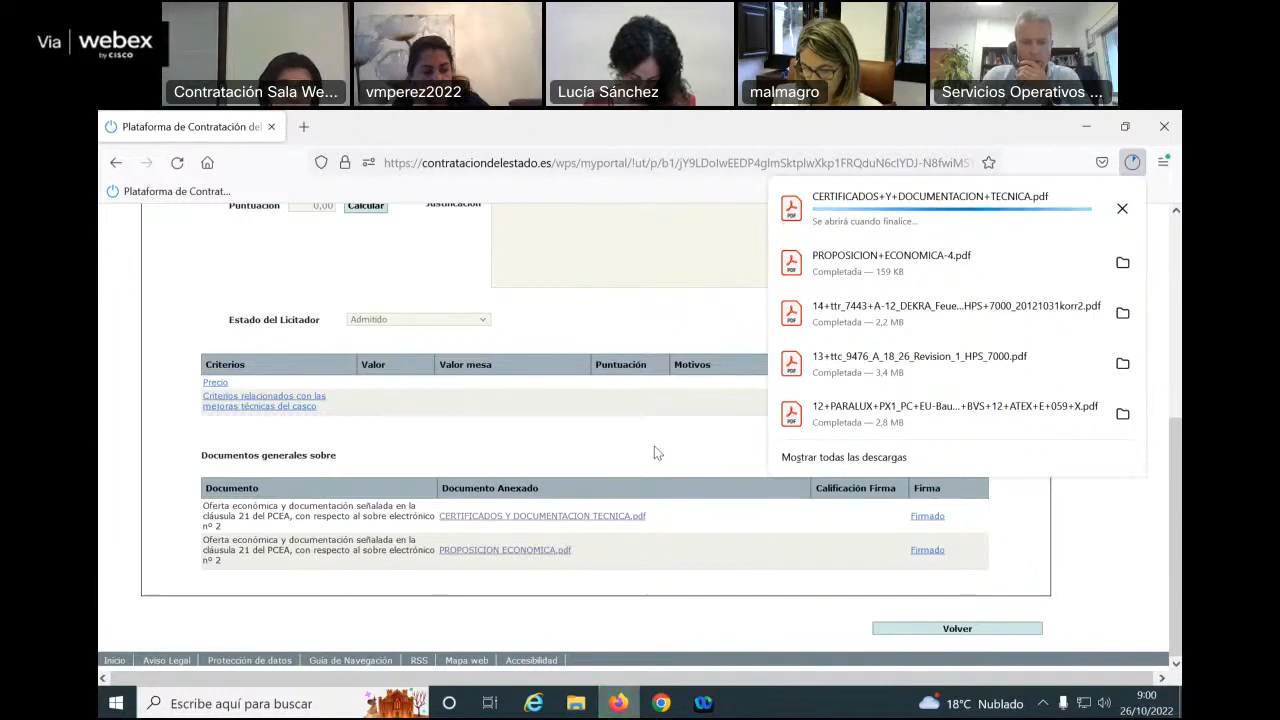 Via | webex
by CISCO
Contratación Sala We...
vmperez2022
Lucía Sánchez
malmagro
Servicios Operativos ...
Plataforma de Contratación del
https://contrataciondelestado.es/wps/myportal/!ut/p/b1/
Plataforma de Contrat...
Puntuación 0,00 Calcular
Justificación
CERTIFICADOS+Y+DOCUMENTACION+TECNICA.pdf
Se abrirá cuando finalice...
PROPOSICION+ECONOMICA-4.pdf
Completada — 159 KB
14+ttr_7443+A-12_DEKRA_Feue...HPS+7000_20121031korr2.pdf
Completada — 2,2 MB
13+ttc_9476_A_18_26_Revision_1_HPS_7000.pdf
Completada — 3,4 MB
12+PARALUX+PX1_PC+EU-Bau...+BVS+12+ATEX+E+059+X.pdf
Completada — 2,8 MB
Mostrar todas las descargas
Estado del Licitador Admitido
Criterios Valor Valor mesa Puntuación Motivos
Precio
Criterios relacionados con las
mejoras técnicas del casco
Documentos generales sobre
Documento Documento Anexado Calificación Firma Firma
Oferta económica y documentación señalada en la
cláusula 21 del PCEA, con respecto al sobre electrónico CERTIFICADOS Y DOCUMENTACION TECNICA.pdf Firmado
nº 2
Oferta económica y documentación señalada en la
cláusula 21 del PCEA, con respecto al sobre electrónico PROPOSICION ECONOMICA.pdf Firmado
nº 2
Volver
Inicio | Aviso Legal | Protección de datos | Guía de Navegación | RSS | Mapa web | Accesibilidad |
Escribe aquí para buscar
18°C Nublado
9:00
26/10/2022